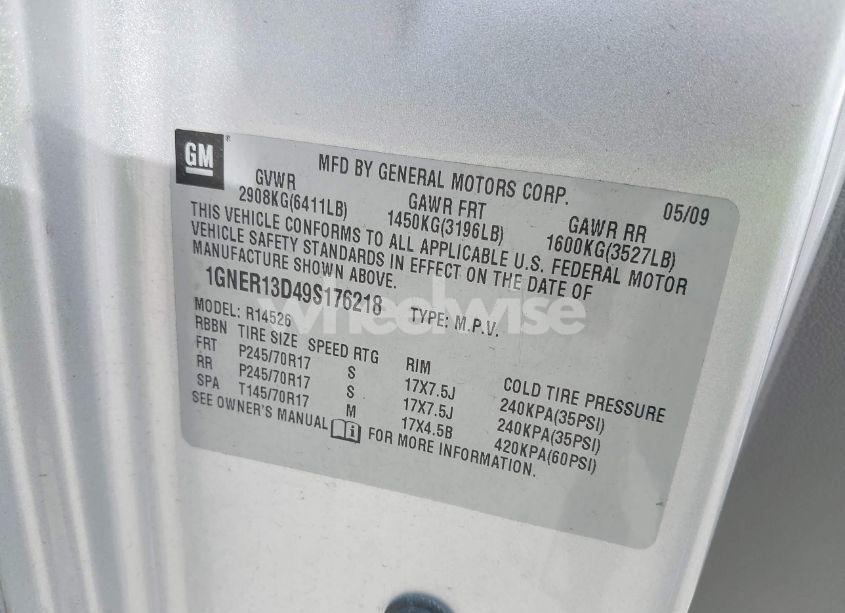 GM®
MFD BY GENERAL MOTORS CORP. 05/09
GVWR GAWR FRT GAWR RR
2908KG(6411LB) 1450KG(3196LB) 1600KG(3527LB)
THIS VEHICLE CONFORMS TO ALL APPLICABLE U.S. FEDERAL MOTOR
VEHICLE SAFETY STANDARDS IN EFFECT ON THE DATE OF
MANUFACTURE SHOWN ABOVE.
1GNER13D49S176218 TYPE: M.P.V.
wheelwise
MODEL: R14526
RBBN TIRE SIZE SPEED RTG RIM COLD TIRE PRESSURE
FRT P245/70R17 S 17X7.5J 240KPA(35PSI)
RR P245/70R17 S 17X7.5J 240KPA(35PSI)
SPA T145/70R17 M 17X4.5B 420KPA(60PSI)
SEE OWNER'S MANUAL FOR MORE INFORMATION.